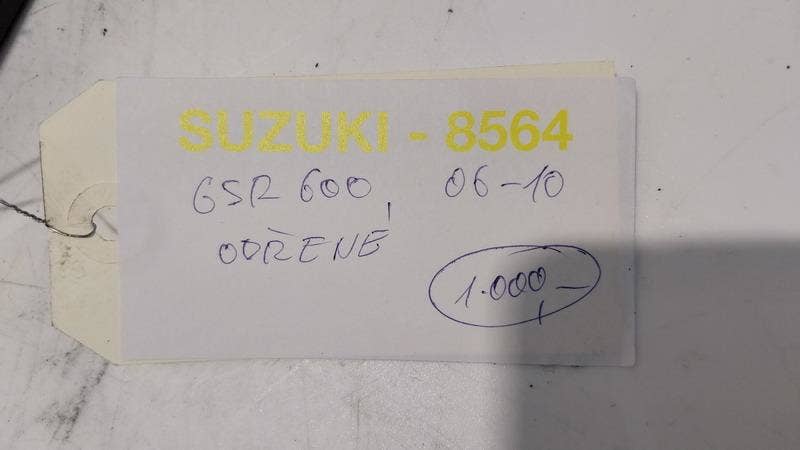 SUZUKI - 8564
GSR 600, 06-10
ODŘENÉ
1.000,-